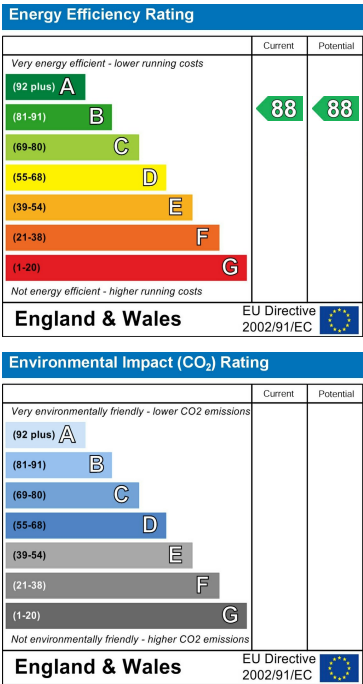 Energy Efficiency Rating
Current Potential
Very energy efficient - lower running costs
(92 plus) A
(81-91) B 88 88
(69-80) C
(55-68) D
(39-54) E
(21-38) F
(1-20) G
Not energy efficient - higher running costs
England & Wales EU Directive
2002/91/EC
Environmental Impact (CO₂) Rating
Current Potential
Very environmentally friendly - lower CO2 emissions
(92 plus) A
(81-91) B
(69-80) C
(55-68) D
(39-54) E
(21-38) F
(1-20) G
Not environmentally friendly - higher CO2 emissions
England & Wales EU Directive
2002/91/EC